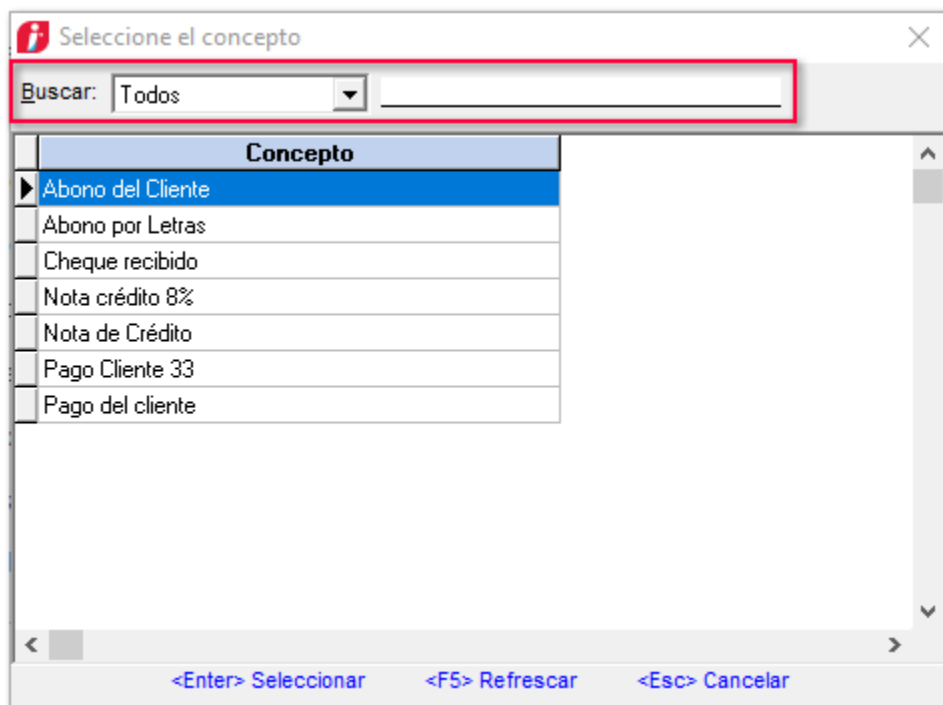 Seleccione el concepto
Buscar: Todos
Concepto
Abono del Cliente
Abono por Letras
Cheque recibido
Nota crédito 8%
Nota de Crédito
Pago Cliente 33
Pago del cliente
<Enter> Seleccionar <F5> Refrescar <Esc> Cancelar